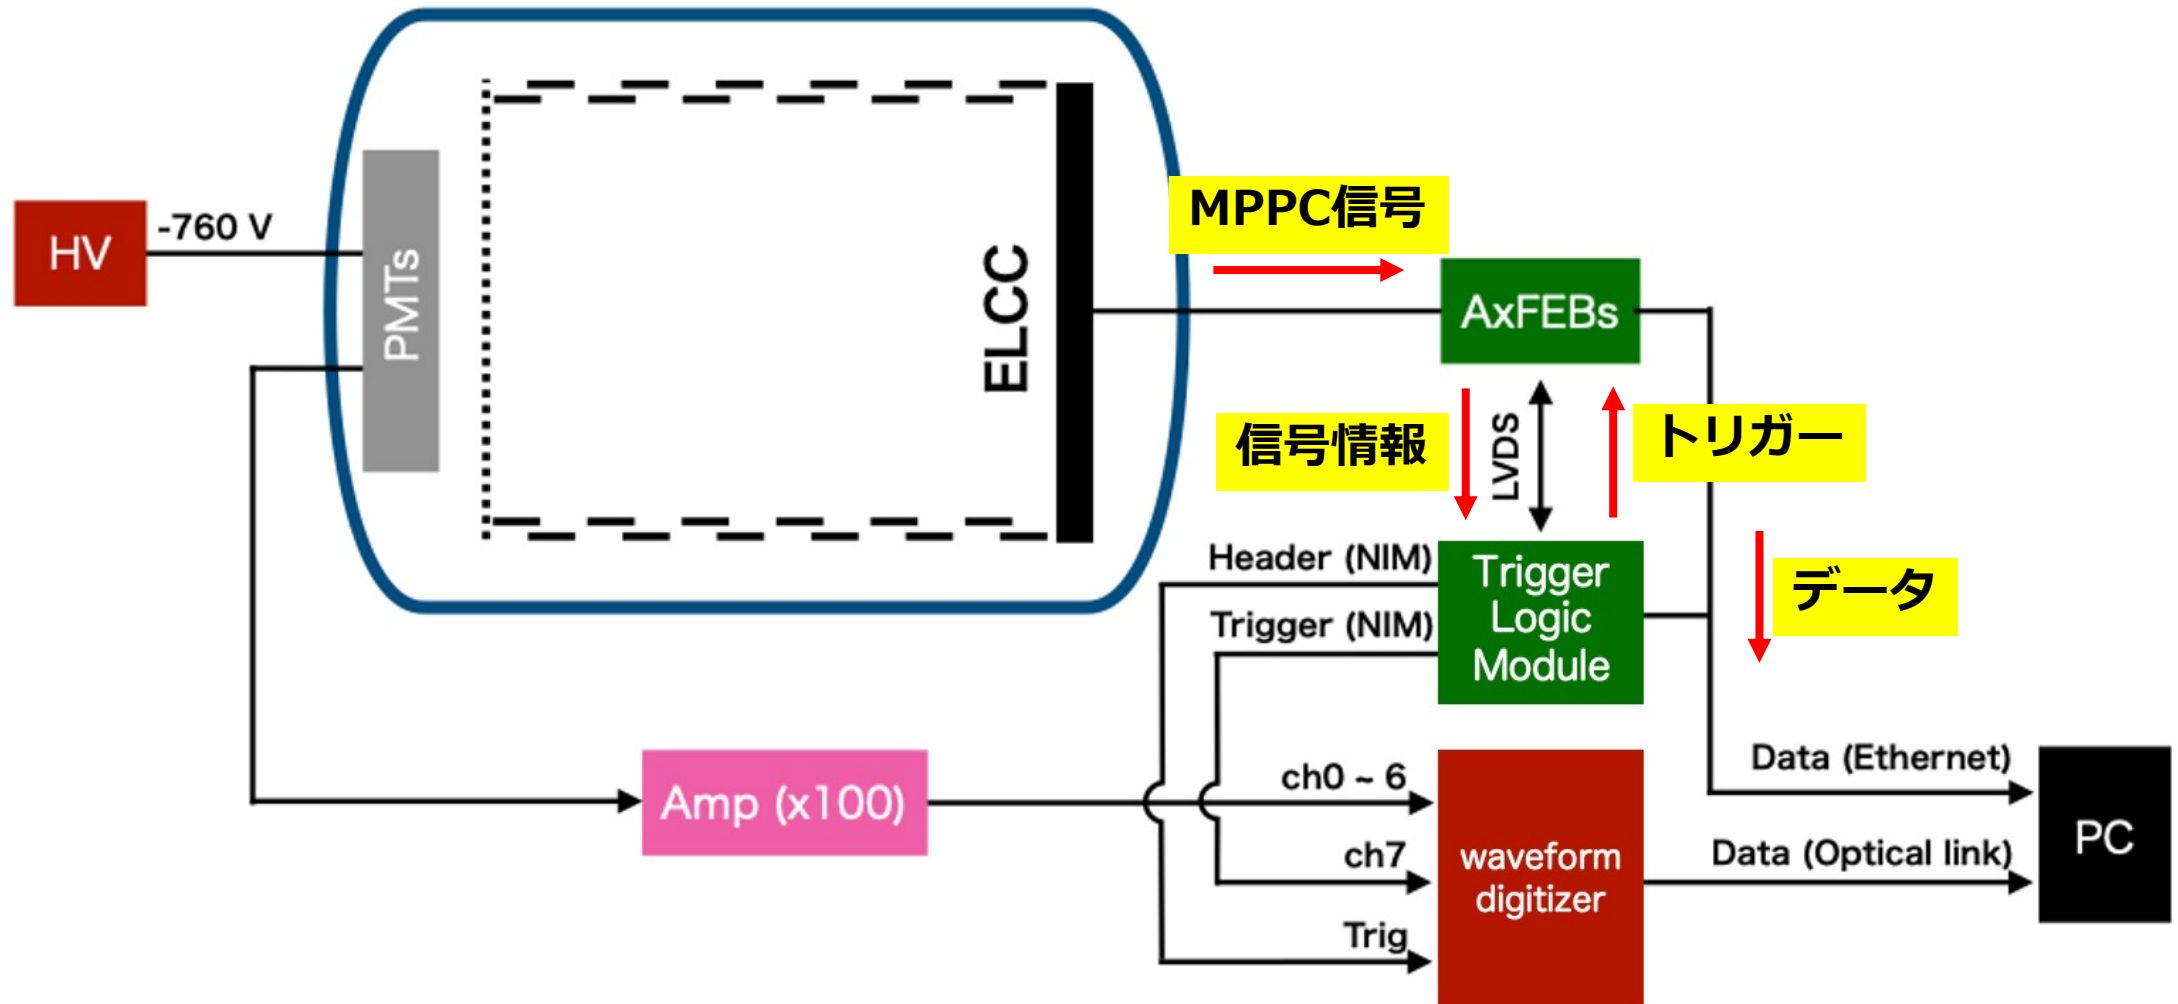 HV
-760 V
PMTs
ELCC
MPPC信号
AxFEBs
信号情報
LVDS
トリガー
データ
Header (NIM)
Trigger (NIM)
Trigger
Logic
Module
Amp (x100)
ch0 ~ 6
ch7
Trig
waveform
digitizer
Data (Ethernet)
Data (Optical link)
PC